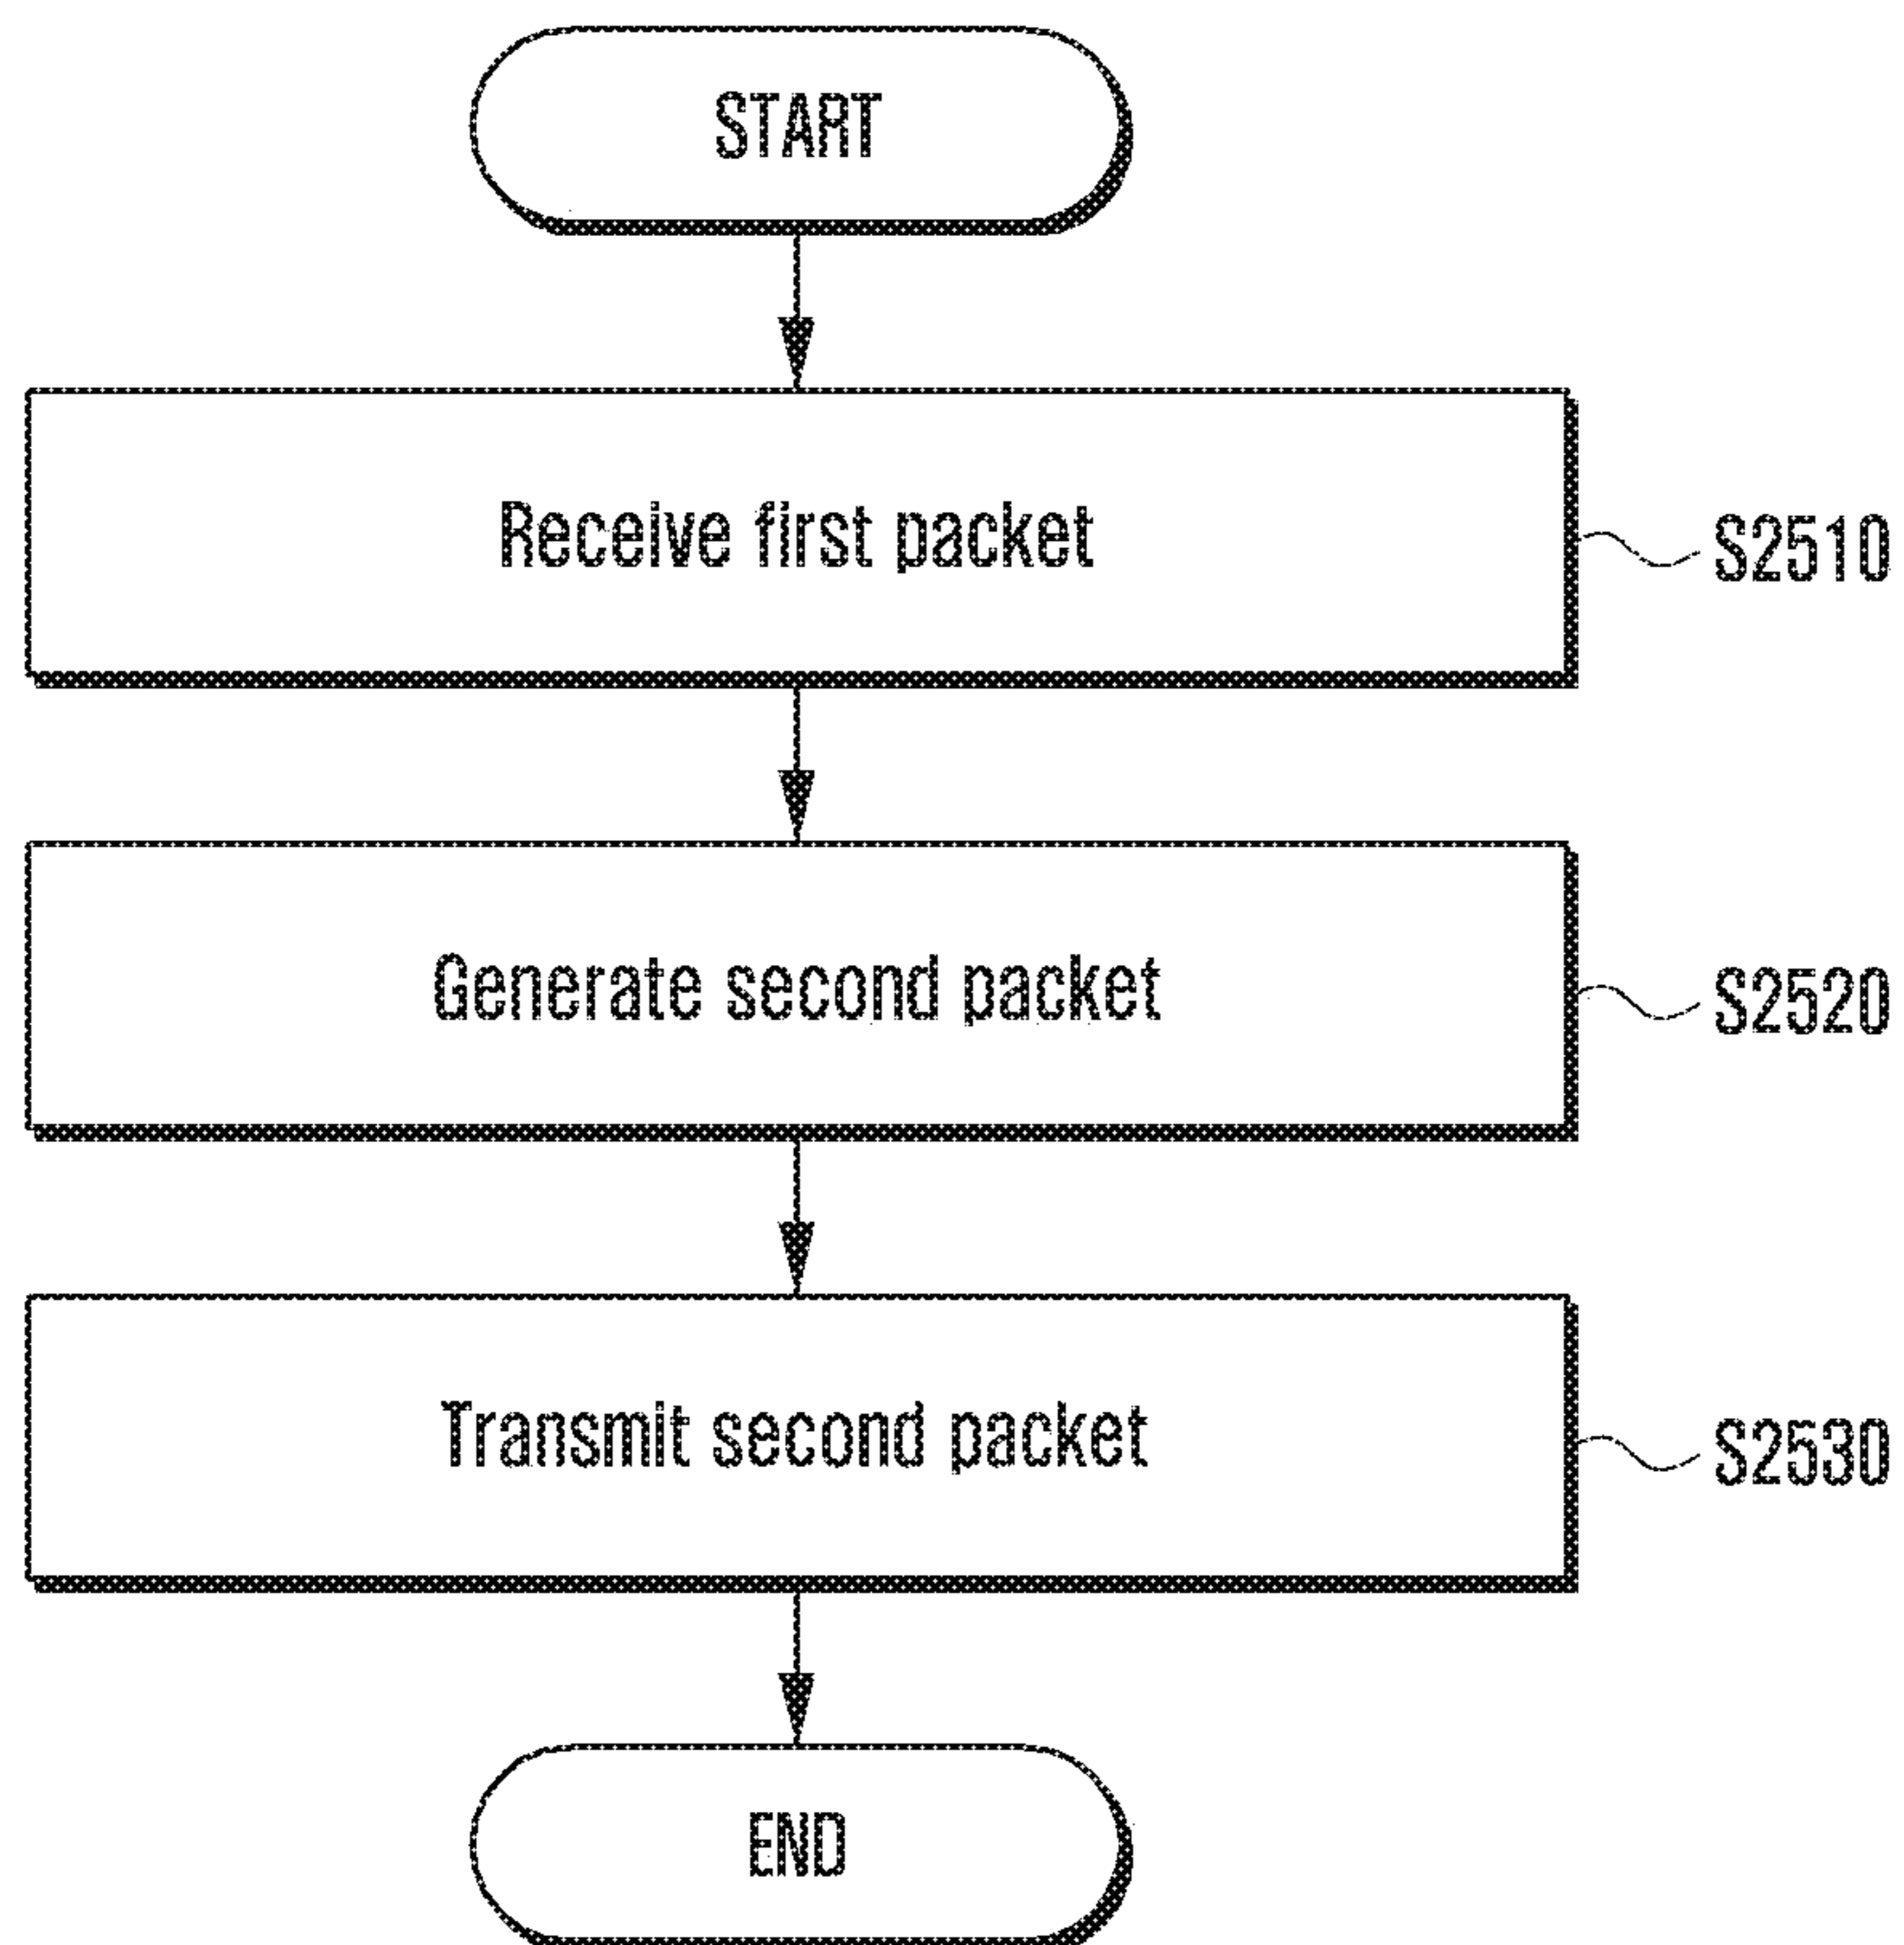 START
Receive first packet
S2510
Generate second packet
S2520
Transmit second packet
S2530
END